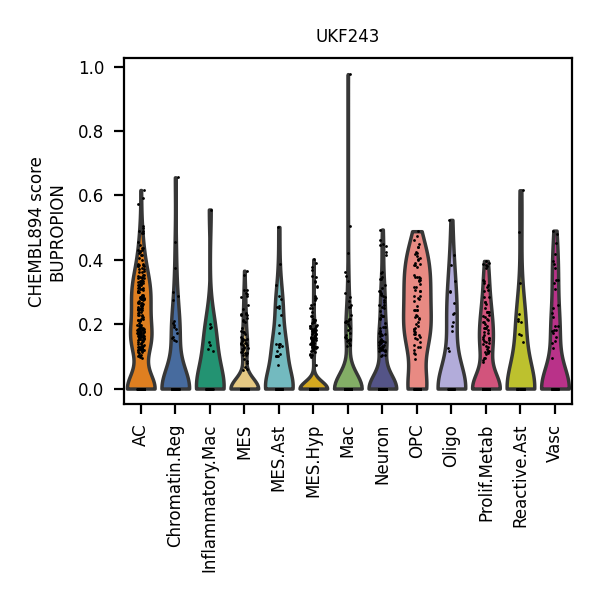 UKF243
CHEMBL894 score
BUPROPION
1.0
0.8
0.6
0.4
0.2
0.0
AC
Chromatin.Reg
Inflammatory.Mac
MES
MES.Ast
MES.Hyp
Mac
Neuron
OPC
Oligo
Prolif.Metab
Reactive.Ast
Vasc